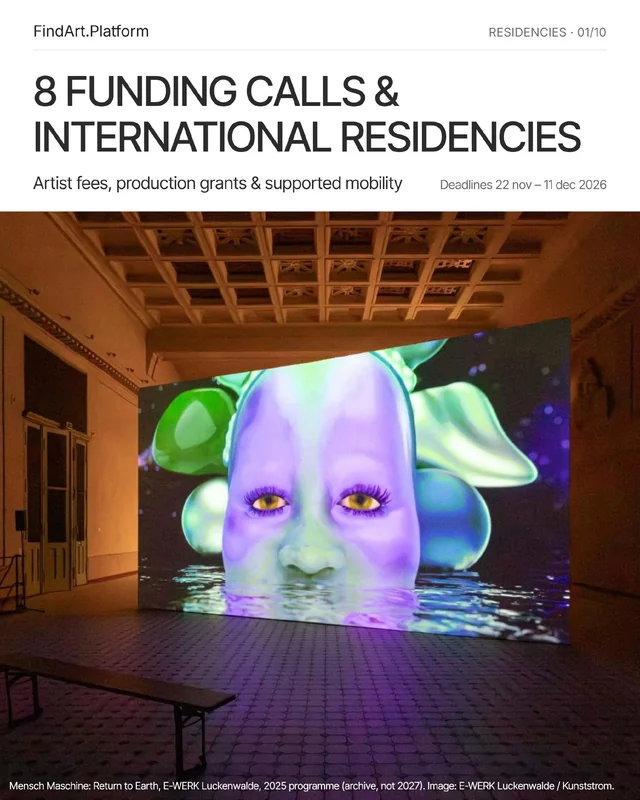 FindArt.Platform
RESIDENCIES · 01/10
8 FUNDING CALLS &
INTERNATIONAL RESIDENCIES
Artist fees, production grants & supported mobility
Deadlines 22 nov – 11 dec 2026
Mensch Maschine: Return to Earth, E-WERK Luckenwalde, 2025 programme (archive, not 2027). Image: E-WERK Luckenwalde / Kunststrom.